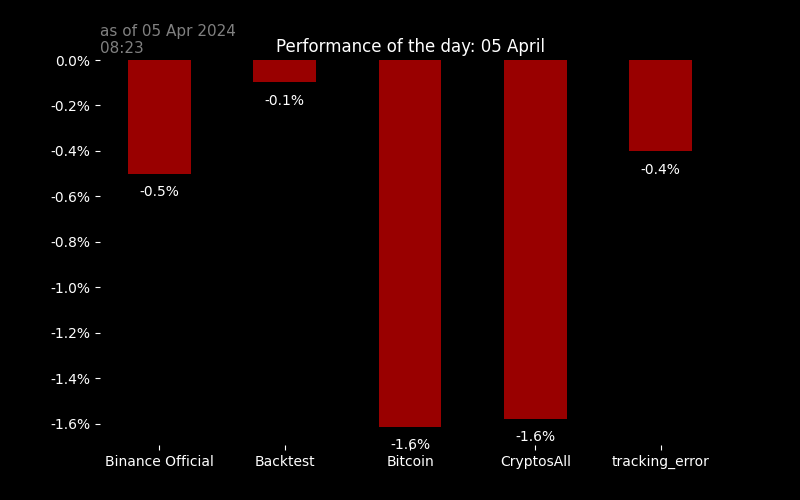 as of 05 Apr 2024
08:23
Performance of the day: 05 April
0.0%
-0.2%
-0.4%
-0.6%
-0.8%
-1.0%
-1.2%
-1.4%
-1.6%
-0.5%
-0.1%
-1.6%
-1.6%
-0.4%
Binance Official
Backtest
Bitcoin
CryptosAll
tracking_error